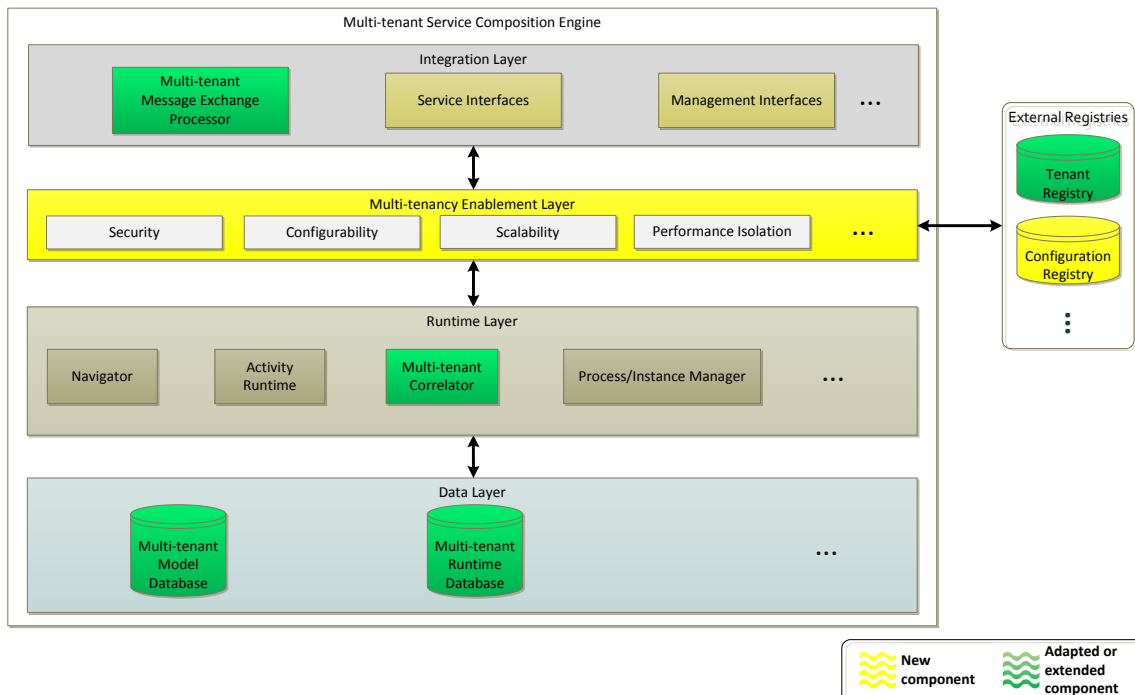 Multi-tenant Service Composition Engine
Integration Layer
Multi-tenant
Message Exchange
Processor
Service Interfaces
Management Interfaces
...
External Registries
Tenant
Registry
Configuration
Registry
...
Multi-tenancy Enablement Layer
Security
Configurability
Scalability
Performance Isolation
...
Runtime Layer
Navigator
Activity
Runtime
Multi-tenant
Correlator
Process/Instance Manager
...
Data Layer
Multi-tenant
Model
Database
Multi-tenant
Runtime
Database
...
New
component
Adapted or
extended
component